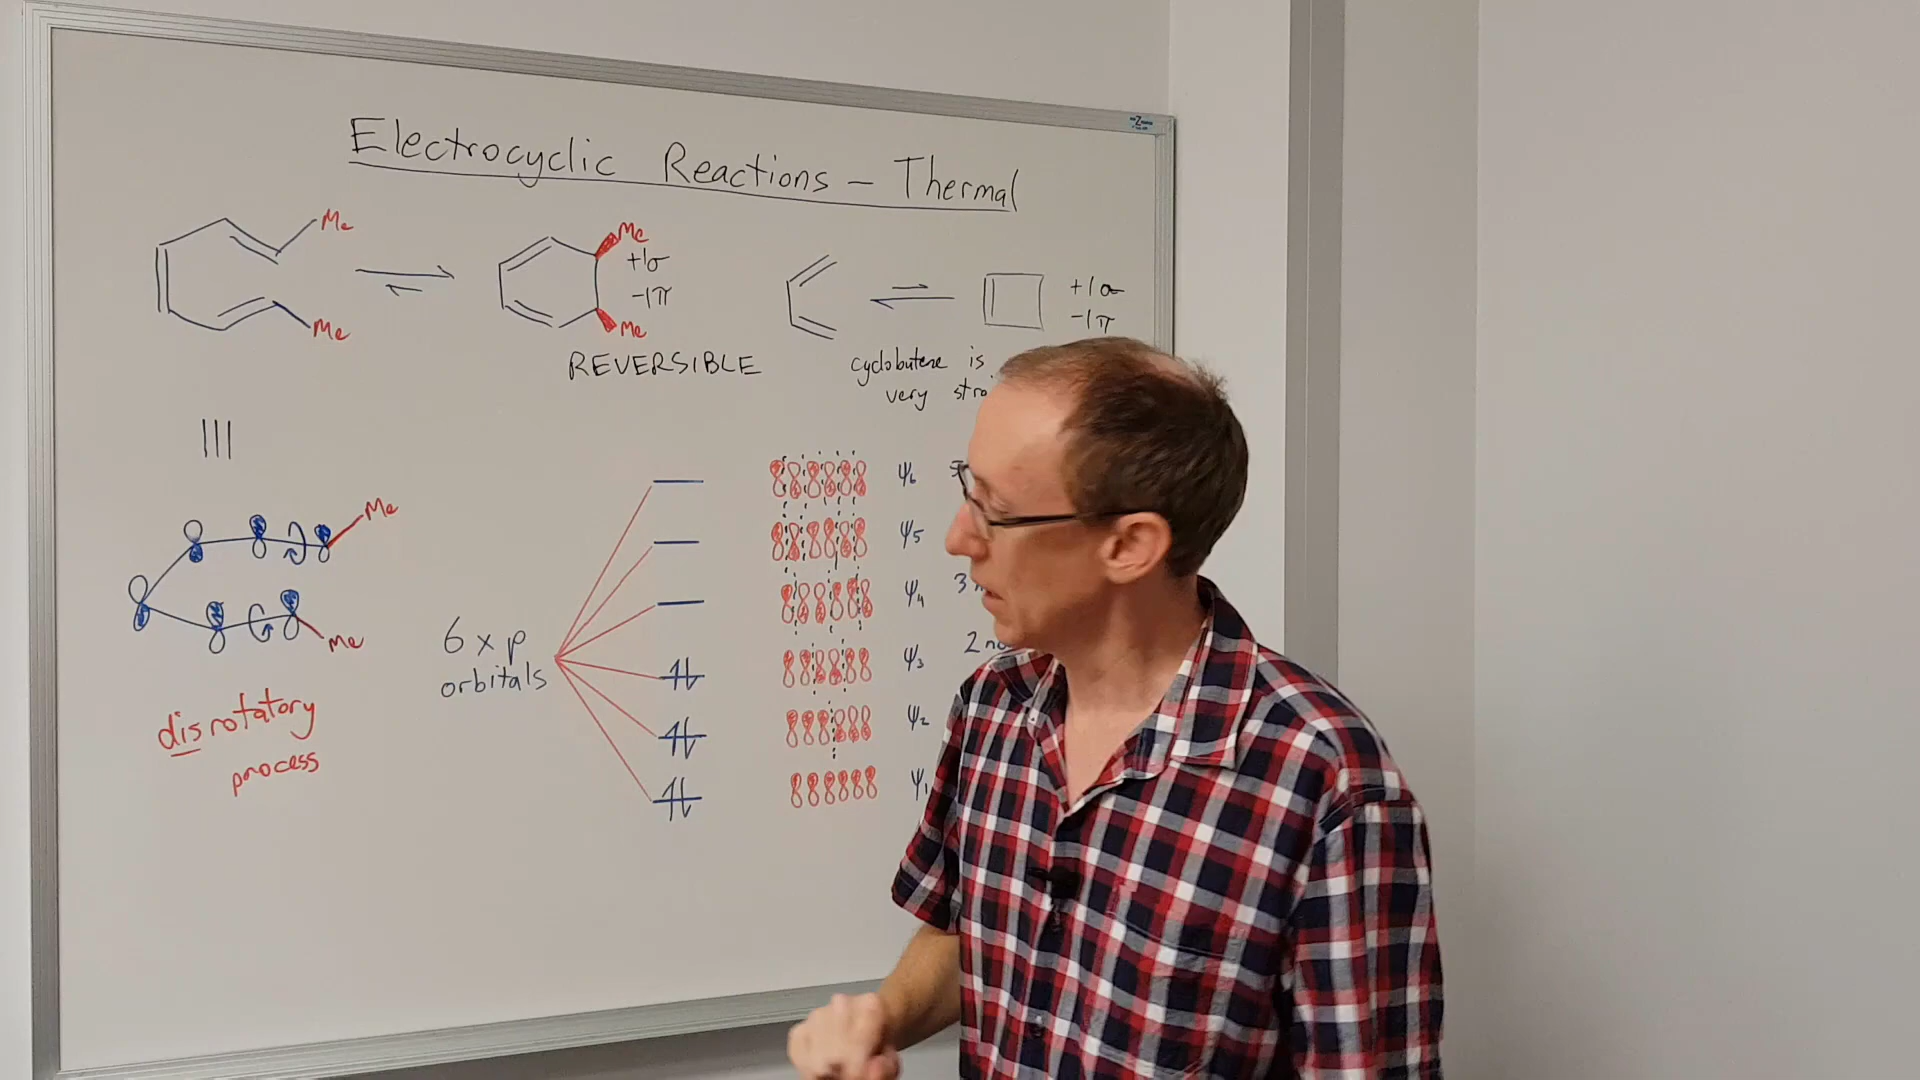 Electrocyclic Reactions – Thermal
Me
Me
Me
+1σ
-1π
Me
REVERSIBLE
+1σ
-1π
cyclobutene is
very
Me
Me
disrotatory
process
6 x p
orbitals
ψ6
ψ5
ψ4
3
ψ3
2
ψ2
ψ1